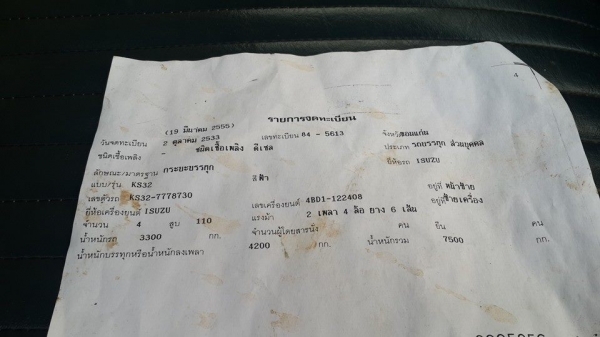 4
รายการจดทะเบียน
(19 มีนาคม 2555)
วันจดทะเบียน 2 ตุลาคม 2533 เลขทะเบียน 84 - 5613 จังหวัดขอนแก่น
ชนิดเชื้อเพลิง - ชนิดเชื้อเพลิง ดีเซล ประเภท รถบรรทุก ส่วนบุคคล
ลักษณะ/มาตรฐาน กระบะบรรทุก สีฟ้า ยี่ห้อรถ ISUZU
แบบ/รุ่น KS32
เลขตัวรถ KS32-7778730 อยู่ที่ หน้าซ้าย
ยี่ห้อเครื่องยนต์ ISUZU เลขเครื่องยนต์ 4BD1-122408 อยู่ที่ซ้ายเครื่อง
จำนวน 4 สูบ 110 แรงม้า 2 เพลา 4 ล้อ ยาง 6 เส้น
น้ำหนักรถ 3300 กก. จำนวนผู้โดยสารนั่ง คน ยืน คน
น้ำหนักบรรทุกหรือน้ำหนักลงเพลา 4200 กก. น้ำหนักรวม 7500 กก.